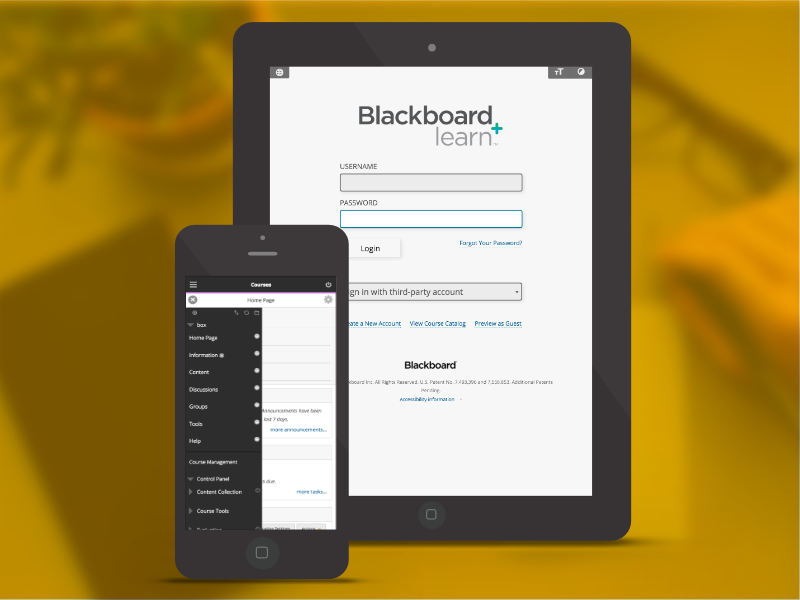 TT
Blackboard
learn+
USERNAME
PASSWORD
Login
Forgot Your Password?
gn in with third-party account
ate a New Account View Course Catalog Preview as Guest
Blackboard
kboard Inc. All Rights Reserved. U.S. Patent No. 7,493,396 and 7,558,853. Additional Patents
Pending.
Accessibility information
Courses
Home Page
box
Home Page
Information
Content
Discussions
Groups
Tools
Help
Course Management
Control Panel
Content Collection
Course Tools
Announcements have been
last 7 days.
more announcements...
s due.
more tasks...